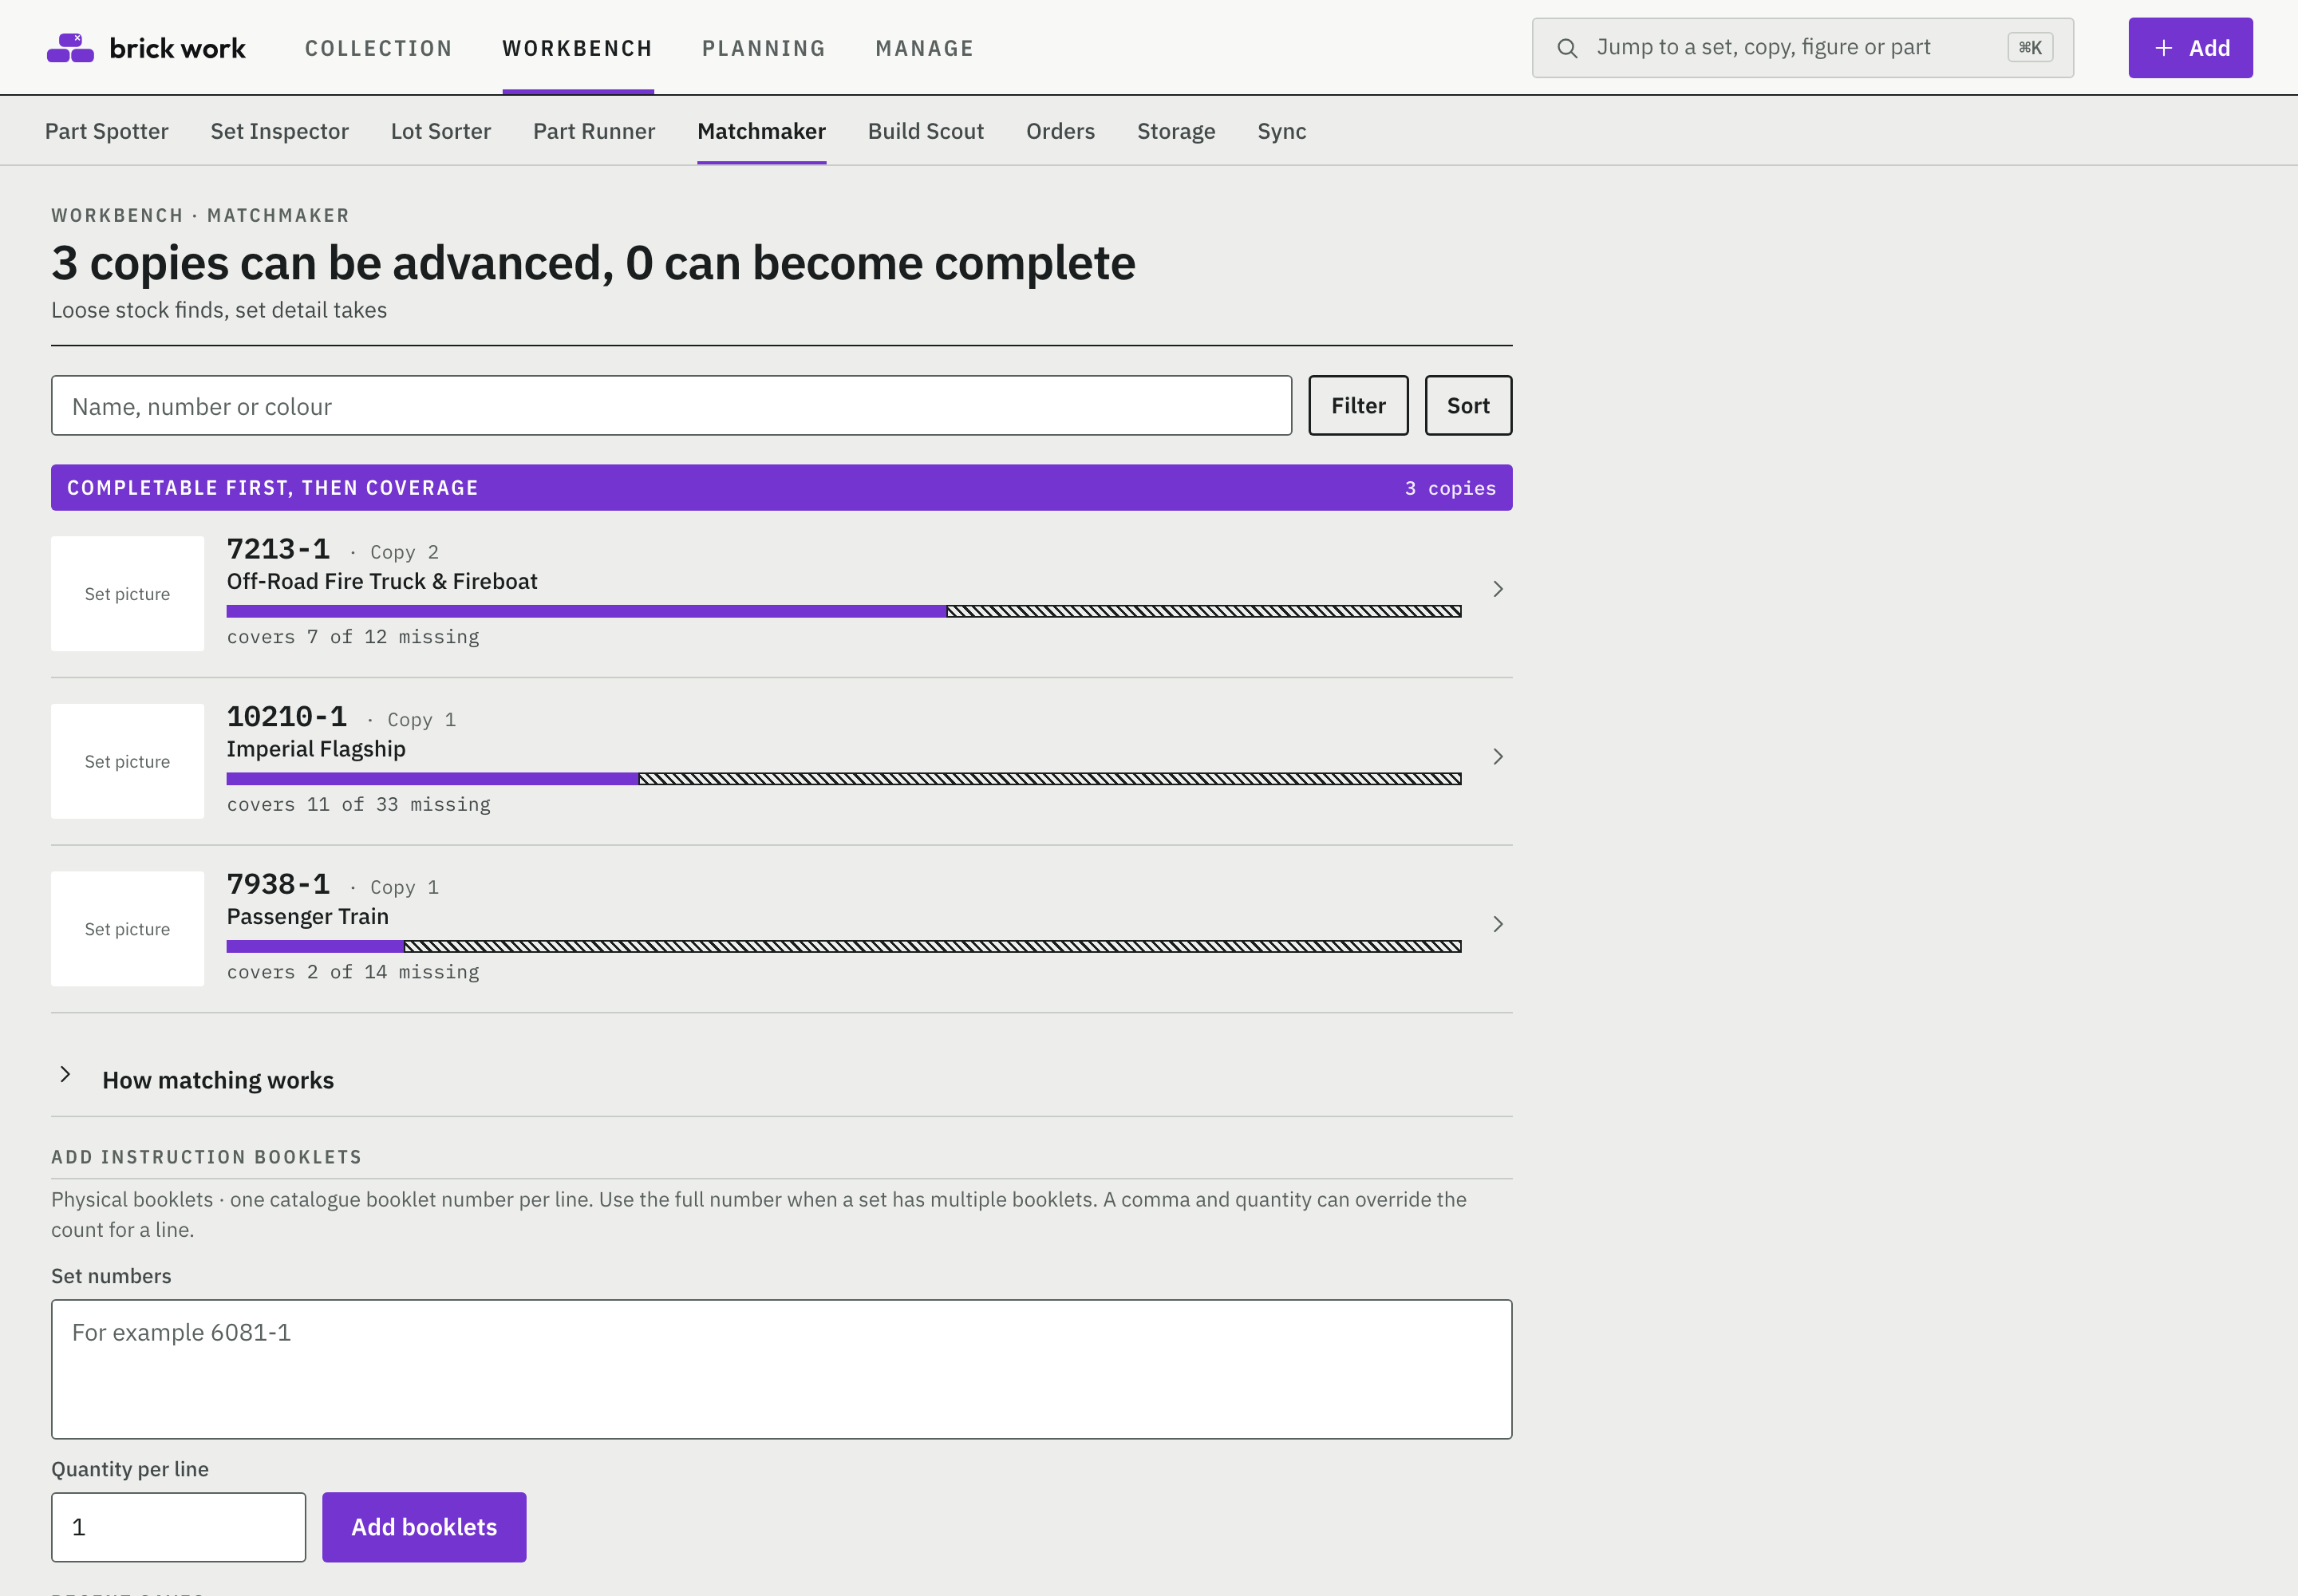 brick work
COLLECTION
WORKBENCH
PLANNING
MANAGE
Jump to a set, copy, figure or part
⌘K
+ Add
Part Spotter
Set Inspector
Lot Sorter
Part Runner
Matchmaker
Build Scout
Orders
Storage
Sync
WORKBENCH · MATCHMAKER
3 copies can be advanced, 0 can become complete
Loose stock finds, set detail takes
Name, number or colour
Filter
Sort
COMPLETABLE FIRST, THEN COVERAGE
3 copies
Set picture
7213-1 · Copy 2
Off-Road Fire Truck & Fireboat
covers 7 of 12 missing
Set picture
10210-1 · Copy 1
Imperial Flagship
covers 11 of 33 missing
Set picture
7938-1 · Copy 1
Passenger Train
covers 2 of 14 missing
How matching works
ADD INSTRUCTION BOOKLETS
Physical booklets · one catalogue booklet number per line. Use the full number when a set has multiple booklets. A comma and quantity can override the
count for a line.
Set numbers
For example 6081-1
Quantity per line
1
Add booklets